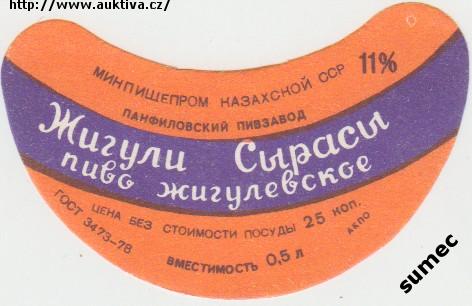 http://www.auktiva.cz/
МИНПИЩЕПРОМ КАЗАХСКОЙ ССР 11%
ПАНФИЛОВСКИЙ ПИВЗАВОД
Жигули Сырасы
пиво жигулевское
ЦЕНА БЕЗ СТОИМОСТИ ПОСУДЫ 25 КОП.
ГОСТ 3473-78
ВМЕСТИМОСТЬ 0,5 л
АКПО
sumec